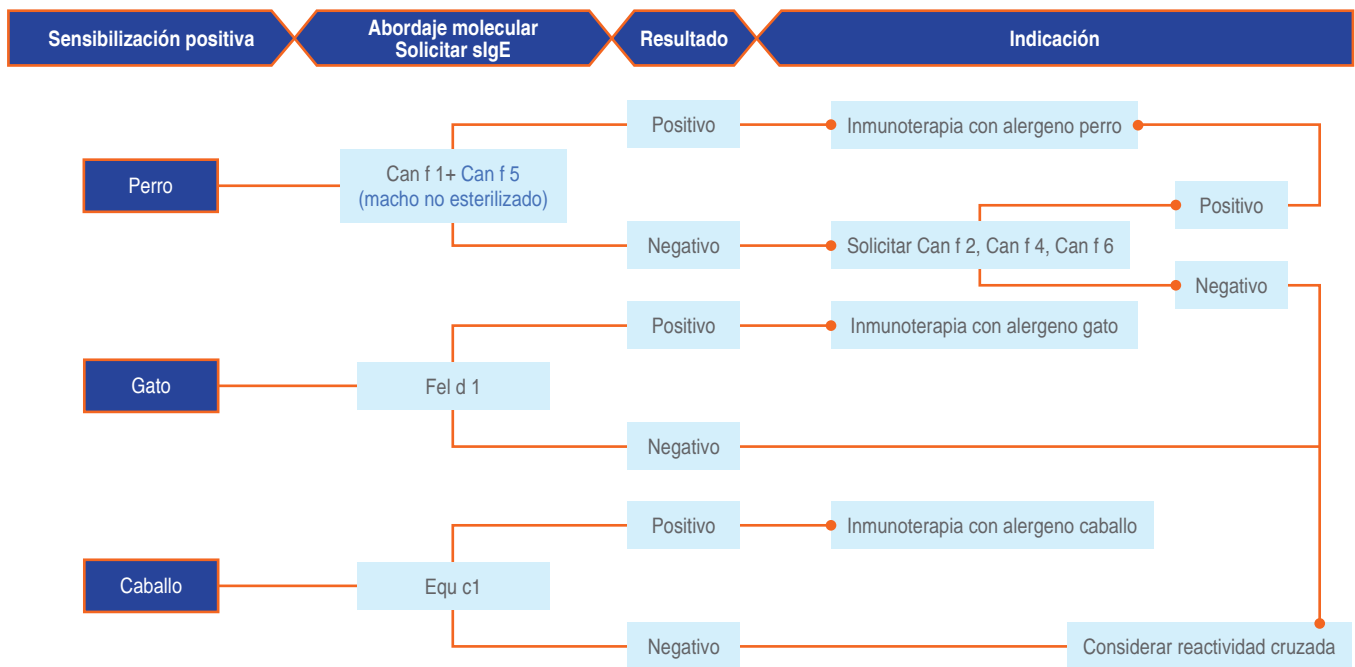 Sensibilización positiva
Abordaje molecular
Solicitar sIgE
Resultado
Indicación
Perro
Can f 1+ Can f 5
(macho no esterilizado)
Positivo
Inmunoterapia con alergeno perro
Negativo
Solicitar Can f 2, Can f 4, Can f 6
Positivo
Negativo
Gato
Fel d 1
Positivo
Inmunoterapia con alergeno gato
Negativo
Caballo
Equ c1
Positivo
Inmunoterapia con alergeno caballo
Negativo
Considerar reactividad cruzada